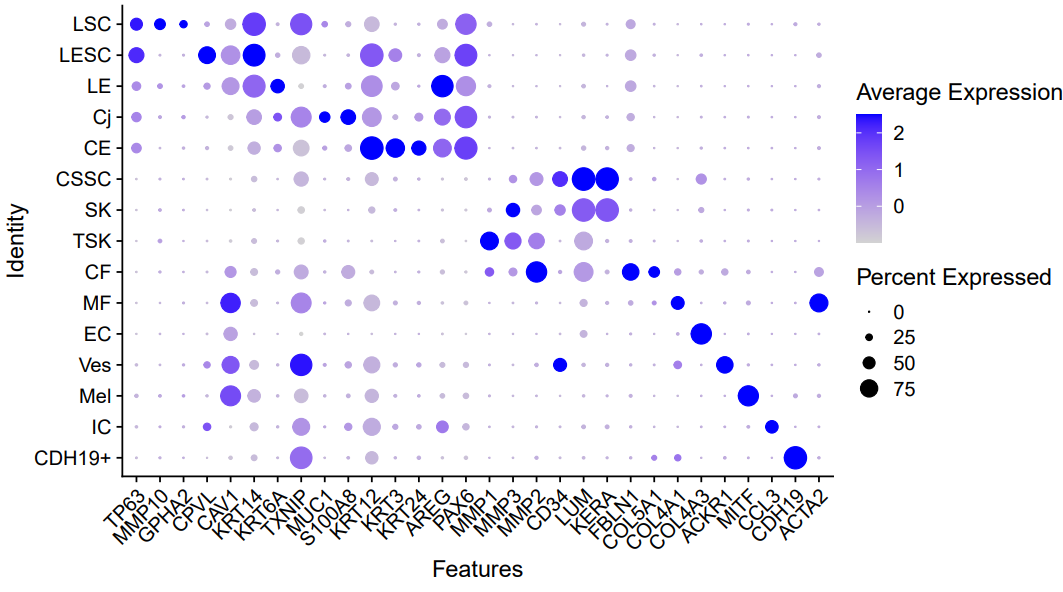 LSC
LESC
LE
Cj
CE
CSSC
SK
TSK
CF
MF
EC
Ves
Mel
IC
CDH19+
Identity
TP63
MMP10
GPHA2
CPVL
CAV1
KRT14
KRT6A
TXNIP
MUC1
S100A8
KRT12
KRT3
KRT24
AREG
PAX6
MMP1
MMP3
MMP2
CD34
LUM
KERA
FBLN1
COL5A1
COL4A1
COL4A3
ACKR1
MITF
CCL3
CDH19
ACTA2
Features
Average Expression
2
1
0
Percent Expressed
0
25
50
75